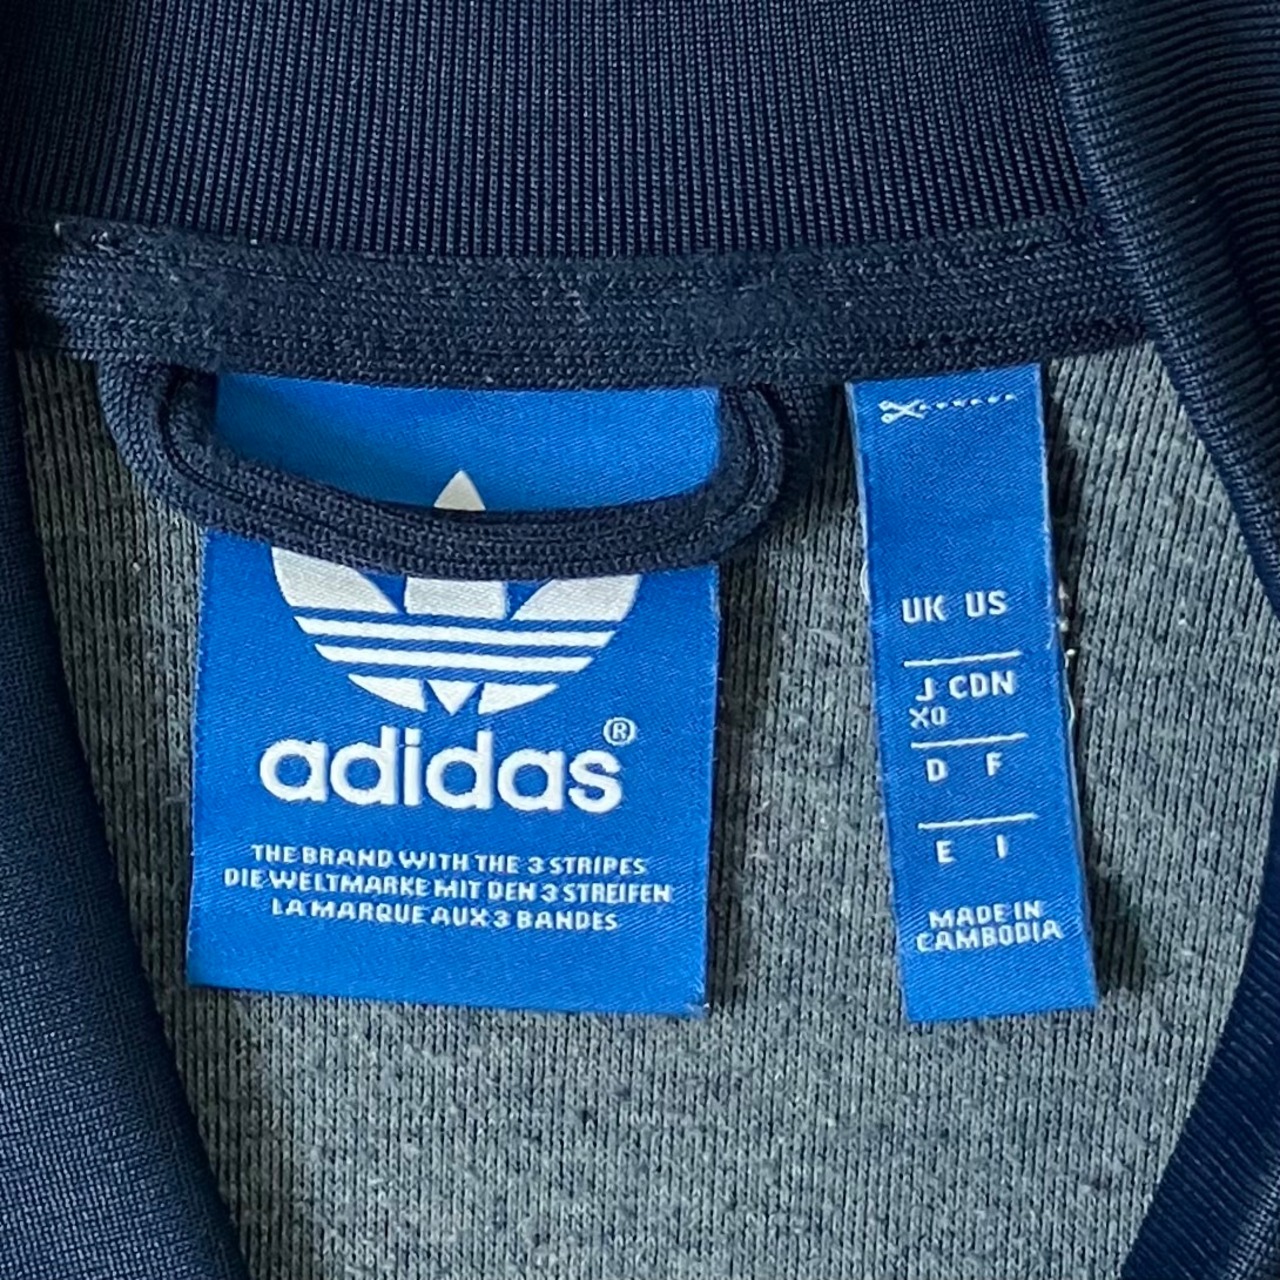 adidas®
THE BRAND WITH THE 3 STRIPES
DIE WELTMARKE MIT DEN 3 STREIFEN
LA MARQUE AUX 3 BANDES
UK US
J CDN
XO
D F
E I
MADE IN
CAMBODIA